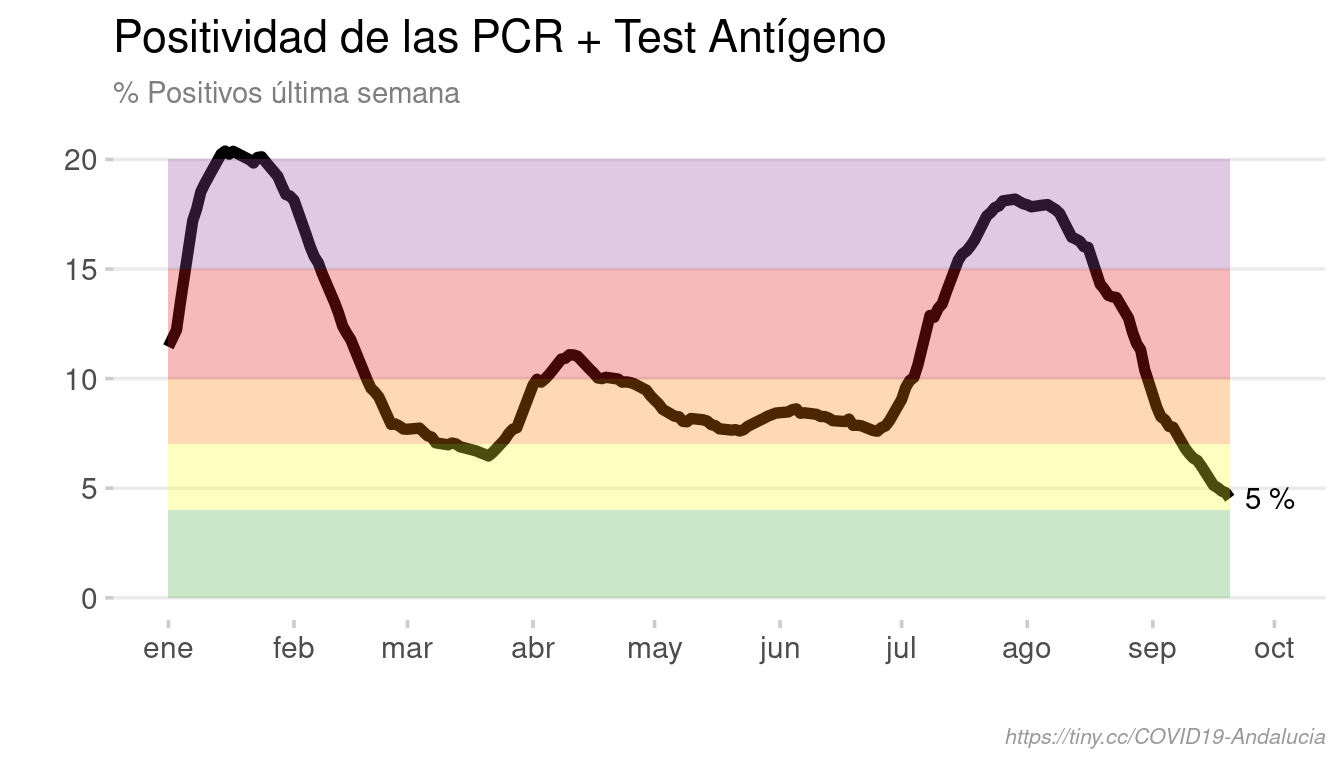 Positividad de las PCR + Test Antígeno
% Positivos última semana
20
15
10
5
0
5 %
ene feb mar abr may jun jul ago sep oct
https://tiny.cc/COVID19-Andalucia